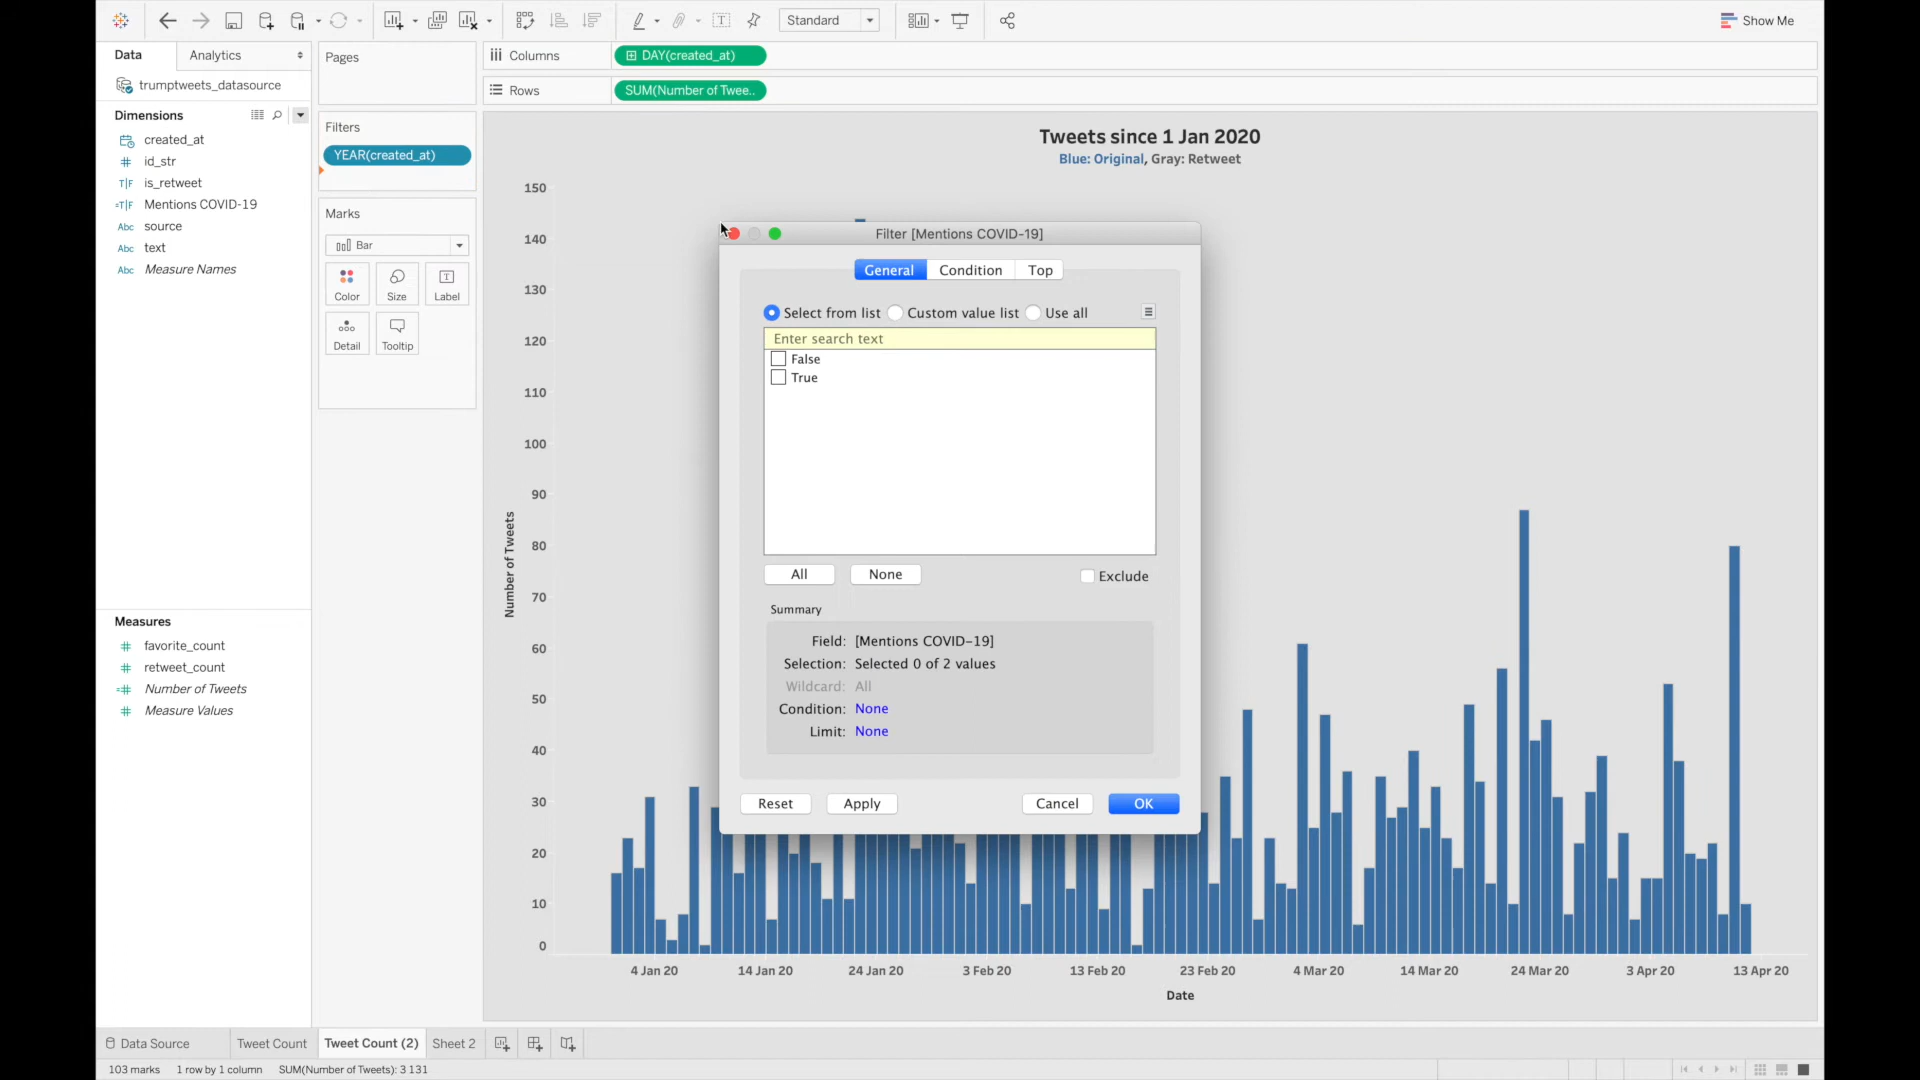 Standard
Show Me
Data
Analytics
Pages
Columns
DAY(created_at)
trumptweets_datasource
Rows
SUM(Number of Twee..
Dimensions
created_at
id_str
T|F is_retweet
=T|F Mentions COVID-19
Abc source
Abc text
Abc Measure Names
Filters
YEAR(created_at)
Marks
Bar
Color
Size
Label
Detail
Tooltip
Measures
favorite_count
retweet_count
Number of Tweets
Measure Values
Tweets since 1 Jan 2020
Blue: Original, Gray: Retweet
150
140
130
120
110
100
90
80
70
60
50
40
30
20
10
0
Number of Tweets
4 Jan 20
14 Jan 20
24 Jan 20
3 Feb 20
13 Feb 20
23 Feb 20
4 Mar 20
14 Mar 20
24 Mar 20
3 Apr 20
13 Apr 20
Date
Filter [Mentions COVID-19]
General
Condition
Top
Select from list
Custom value list
Use all
Enter search text
False
True
All
None
Exclude
Summary
Field: [Mentions COVID-19]
Selection: Selected 0 of 2 values
Wildcard: All
Condition: None
Limit: None
Reset
Apply
Cancel
OK
Data Source
Tweet Count
Tweet Count (2)
Sheet 2
103 marks
1 row by 1 column
SUM(Number of Tweets): 3 131